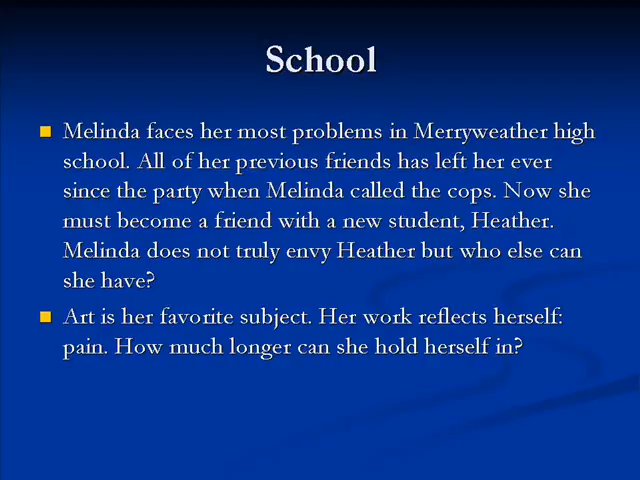 School
Melinda faces her most problems in Merryweather high
school. All of her previous friends has left her ever
since the party when Melinda called the cops. Now she
must become a friend with a new student, Heather.
Melinda does not truly envy Heather but who else can
she have?
Art is her favorite subject. Her work reflects herself:
pain. How much longer can she hold herself in?